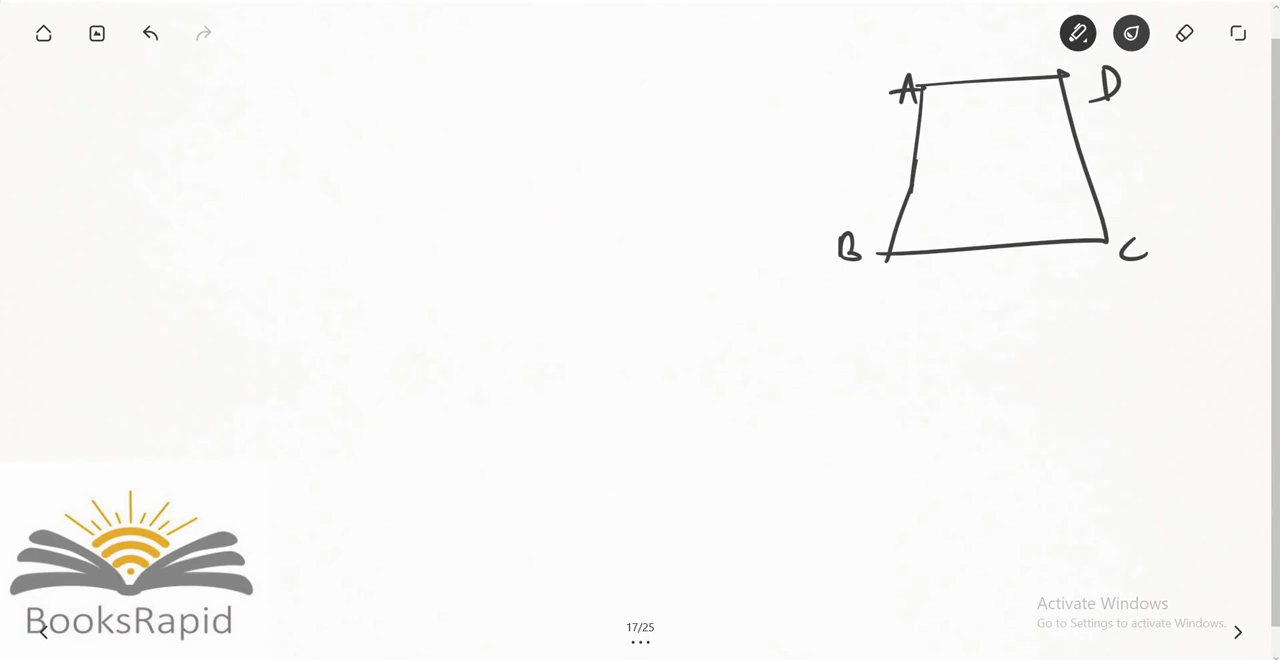 A D
B C
BooksRapid
Activate Windows
Go to Settings to activate Windows.
17/25